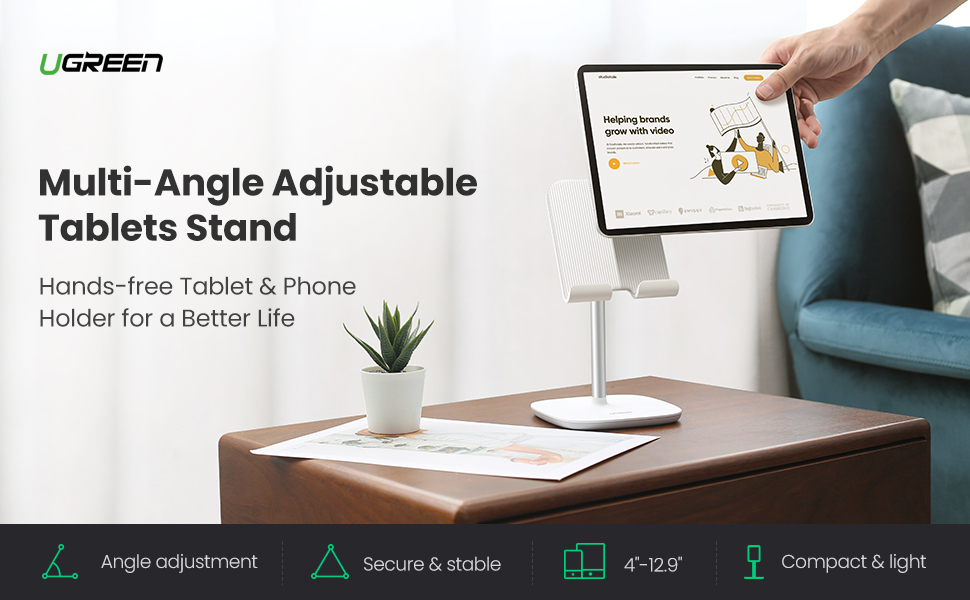 UGREEN
Multi-Angle Adjustable
Tablets Stand
Hands-free Tablet & Phone
Holder for a Better Life
Helping brands
grow with video
Xiaomi
Angle adjustment
Secure & stable
4"-12.9"
Compact & light